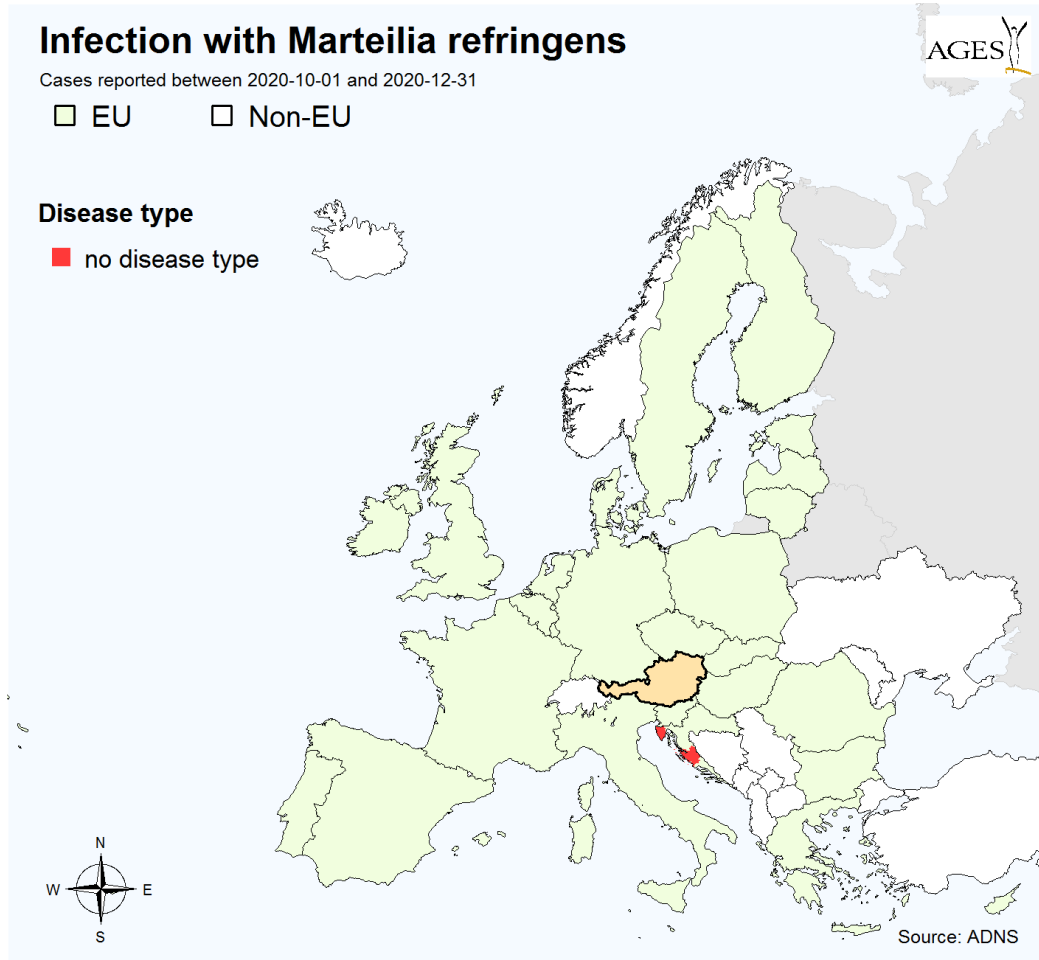 Infection with Marteilia refringens
AGES
Cases reported between 2020-10-01 and 2020-12-31
EU Non-EU
Disease type
no disease type
N
W E
S
Source: ADNS